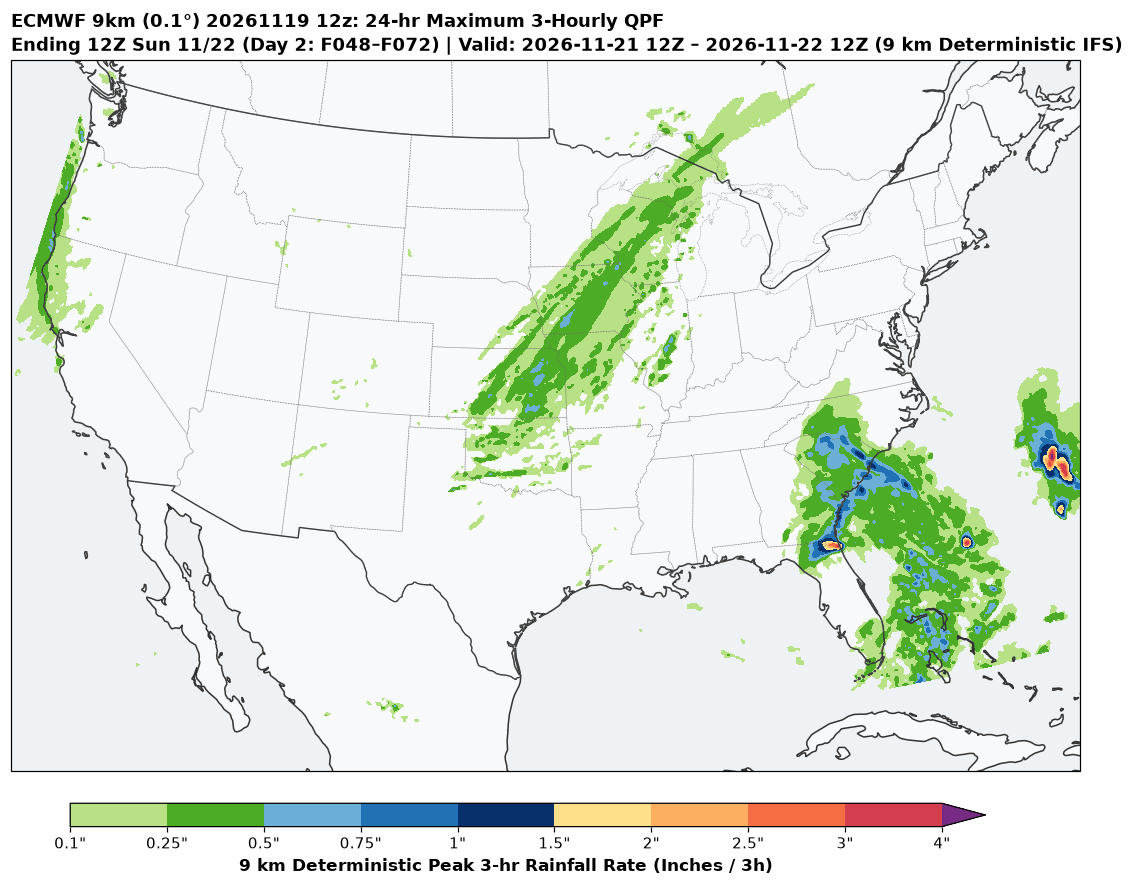 ECMWF 9km (0.1°) 20261119 12z: 24-hr Maximum 3-Hourly QPF
Ending 12Z Sun 11/22 (Day 2: F048–F072) | Valid: 2026-11-21 12Z – 2026-11-22 12Z (9 km Deterministic IFS)
0.1" 0.25" 0.5" 0.75" 1" 1.5" 2" 2.5" 3" 4"
9 km Deterministic Peak 3-hr Rainfall Rate (Inches / 3h)